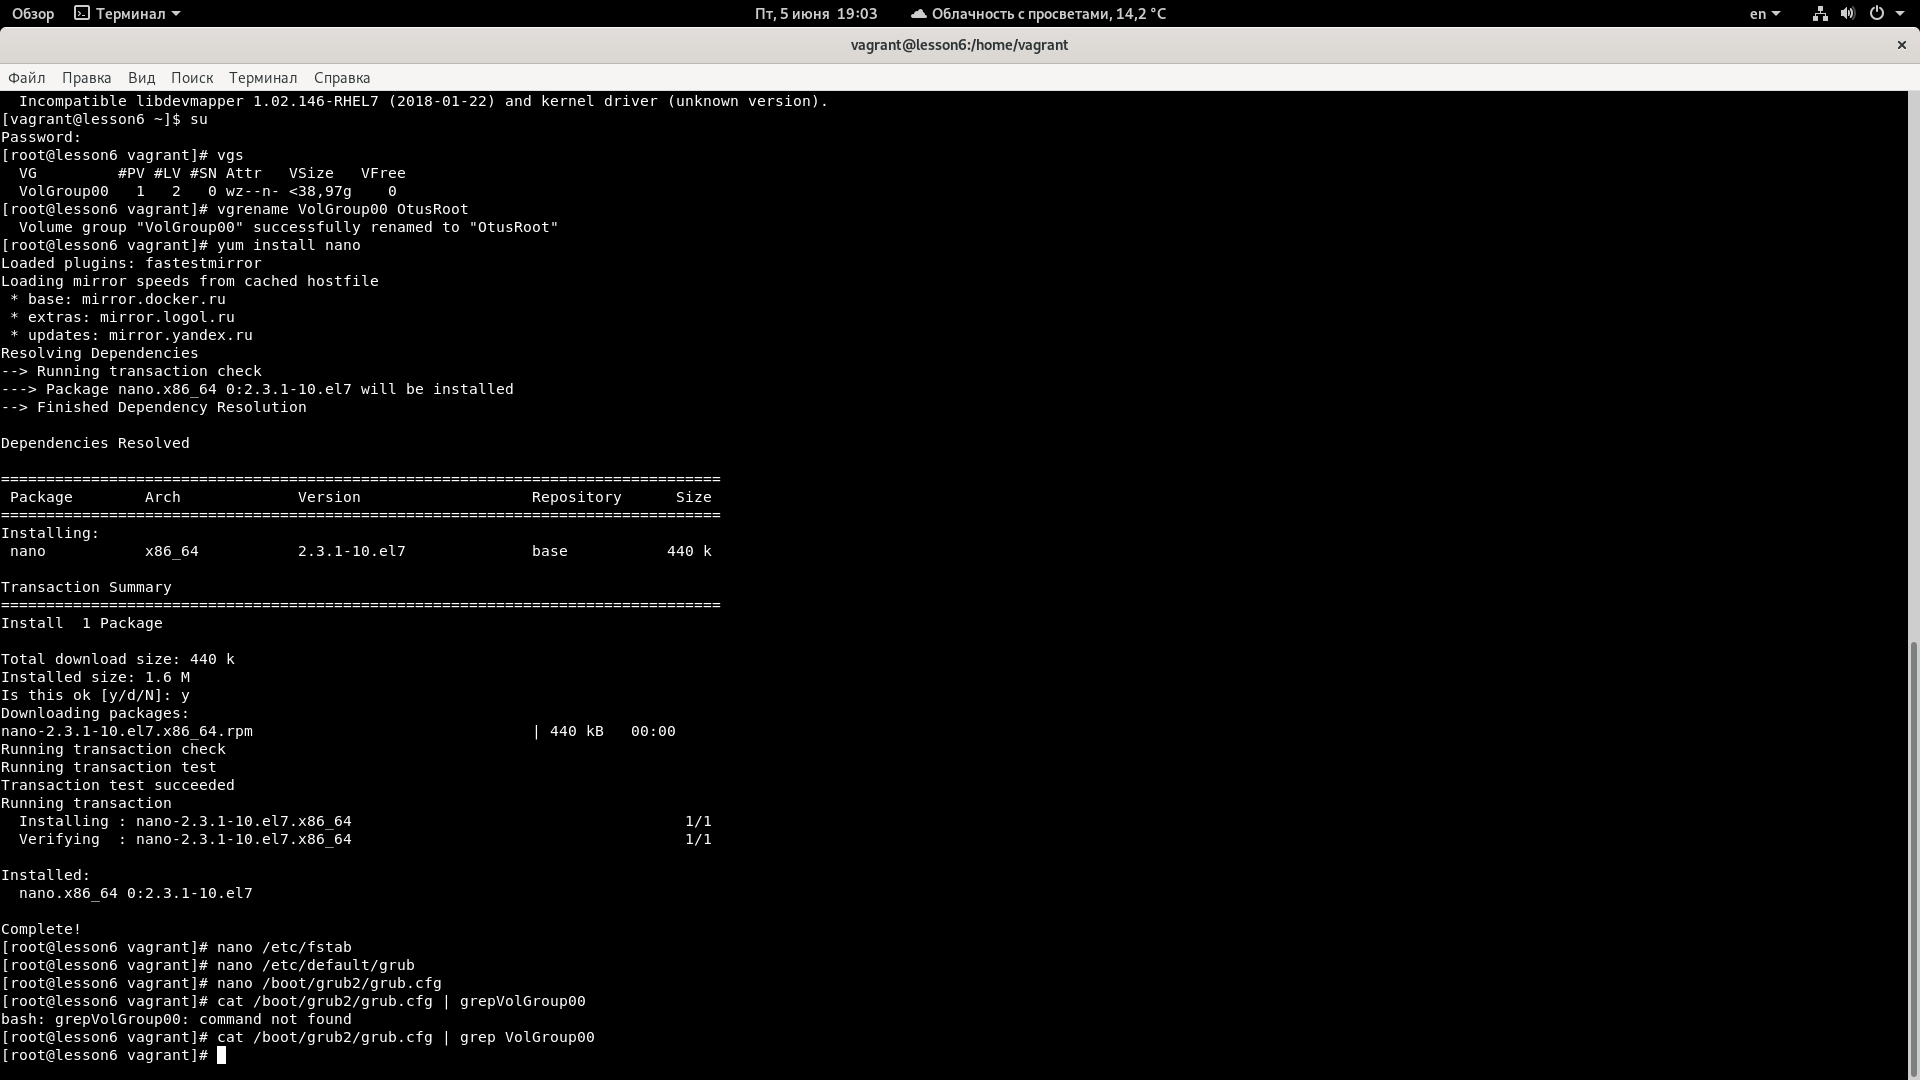 Обзор Терминал Пт, 5 июня 19:03 Облачность с просветами, 14,2 °C en
vagrant@lesson6:/home/vagrant ×
Файл Правка Вид Поиск Терминал Справка
  Incompatible libdevmapper 1.02.146-RHEL7 (2018-01-22) and kernel driver (unknown version).
[vagrant@lesson6 ~]$ su
Password:
[root@lesson6 vagrant]# vgs
  VG         #PV #LV #SN Attr   VSize   VFree
  VolGroup00   1   2   0 wz--n- <38,97g    0
[root@lesson6 vagrant]# vgrename VolGroup00 OtusRoot
  Volume group "VolGroup00" successfully renamed to "OtusRoot"
[root@lesson6 vagrant]# yum install nano
Loaded plugins: fastestmirror
Loading mirror speeds from cached hostfile
 * base: mirror.docker.ru
 * extras: mirror.logol.ru
 * updates: mirror.yandex.ru
Resolving Dependencies
--> Running transaction check
---> Package nano.x86_64 0:2.3.1-10.el7 will be installed
--> Finished Dependency Resolution

Dependencies Resolved

================================================================================
 Package        Arch             Version                   Repository      Size
================================================================================
Installing:
 nano           x86_64           2.3.1-10.el7              base           440 k

Transaction Summary
================================================================================
Install  1 Package

Total download size: 440 k
Installed size: 1.6 M
Is this ok [y/d/N]: y
Downloading packages:
nano-2.3.1-10.el7.x86_64.rpm                               | 440 kB   00:00
Running transaction check
Running transaction test
Transaction test succeeded
Running transaction
  Installing : nano-2.3.1-10.el7.x86_64                                     1/1
  Verifying  : nano-2.3.1-10.el7.x86_64                                     1/1

Installed:
  nano.x86_64 0:2.3.1-10.el7

Complete!
[root@lesson6 vagrant]# nano /etc/fstab
[root@lesson6 vagrant]# nano /etc/default/grub
[root@lesson6 vagrant]# nano /boot/grub2/grub.cfg
[root@lesson6 vagrant]# cat /boot/grub2/grub.cfg | grepVolGroup00
bash: grepVolGroup00: command not found
[root@lesson6 vagrant]# cat /boot/grub2/grub.cfg | grep VolGroup00
[root@lesson6 vagrant]#